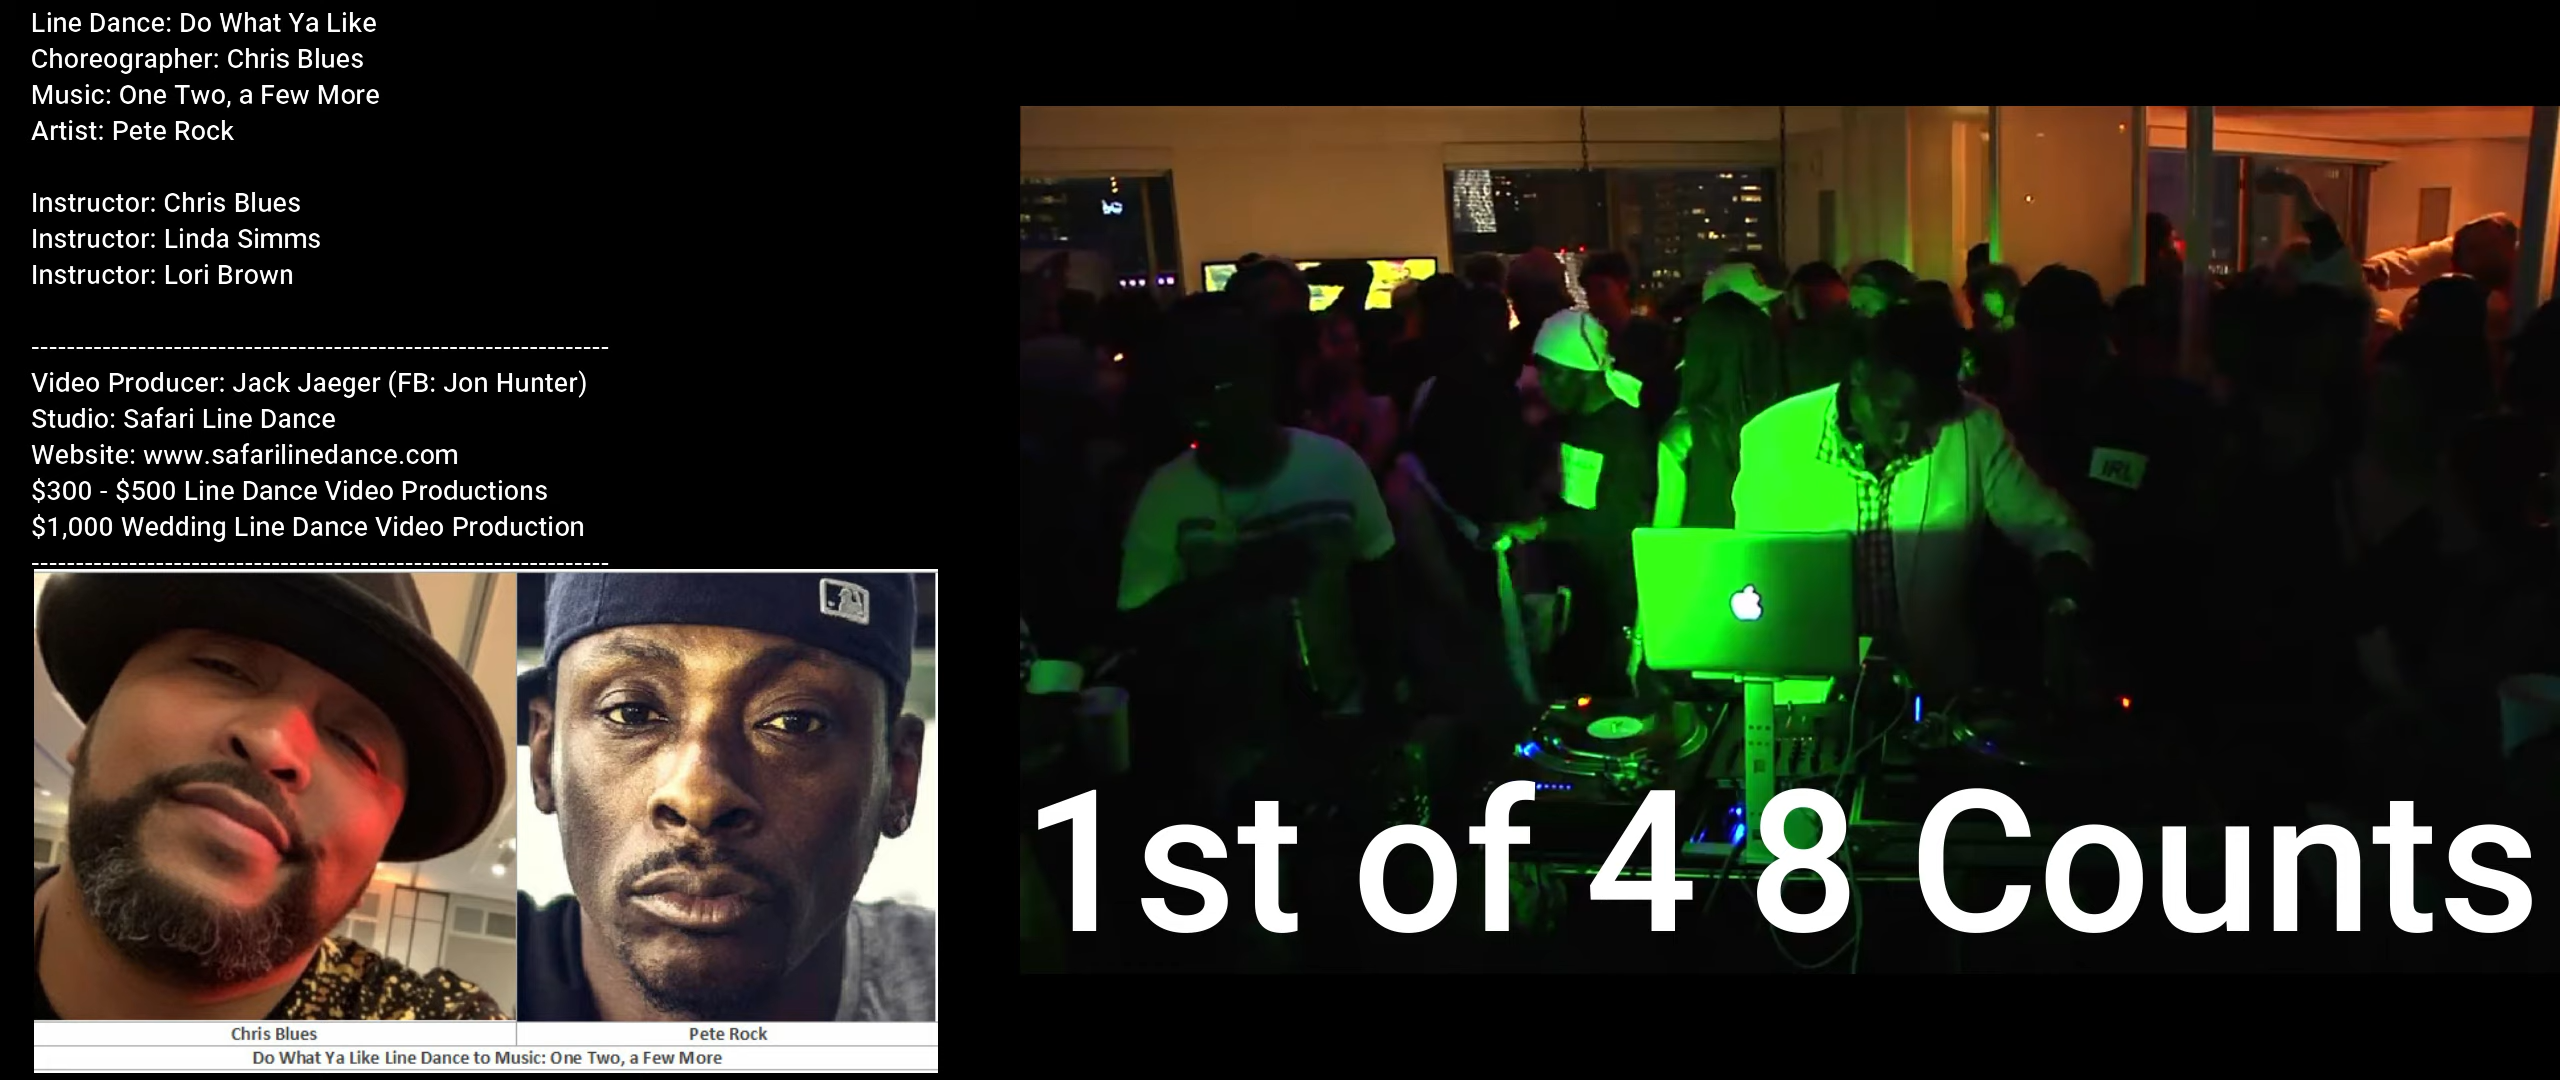 Line Dance: Do What Ya Like
Choreographer: Chris Blues
Music: One Two, a Few More
Artist: Pete Rock
Instructor: Chris Blues
Instructor: Linda Simms
Instructor: Lori Brown
-----------------------------------------------------------------
Video Producer: Jack Jaeger (FB: Jon Hunter)
Studio: Safari Line Dance
Website: www.safarilinedance.com
$300 - $500 Line Dance Video Productions
$1,000 Wedding Line Dance Video Production
-----------------------------------------------------------------
Chris Blues
Pete Rock
Do What Ya Like Line Dance to Music: One Two, a Few More
IRL
1st of 4 8 Counts